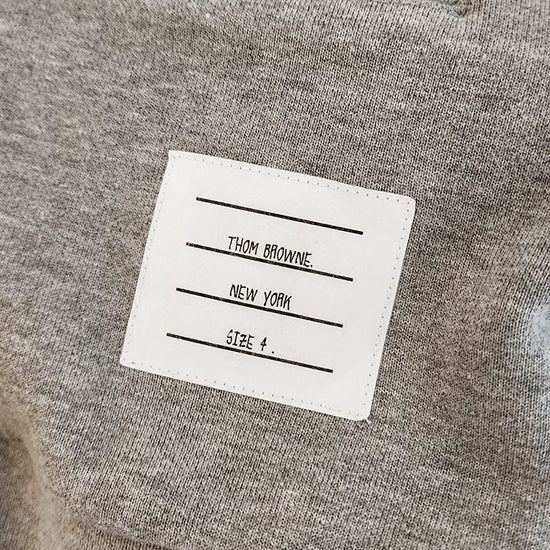 THOM BROWNE.
NEW YORK
SIZE 4 .